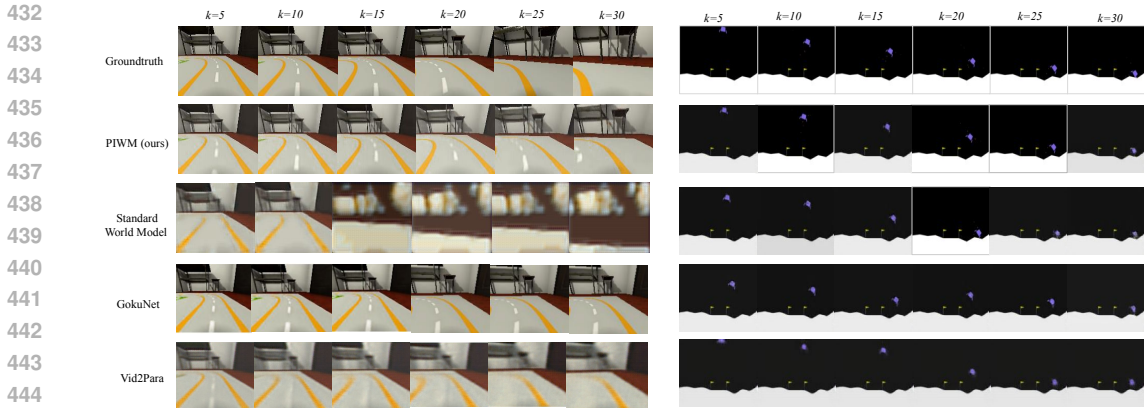 432
433
434
435
436
437
438
439
440
441
442
443
444
k=5 k=10 k=15 k=20 k=25 k=30
k=5 k=10 k=15 k=20 k=25 k=30
Groundtruth
PIWM (ours)
Standard
World Model
GokuNet
Vid2Para